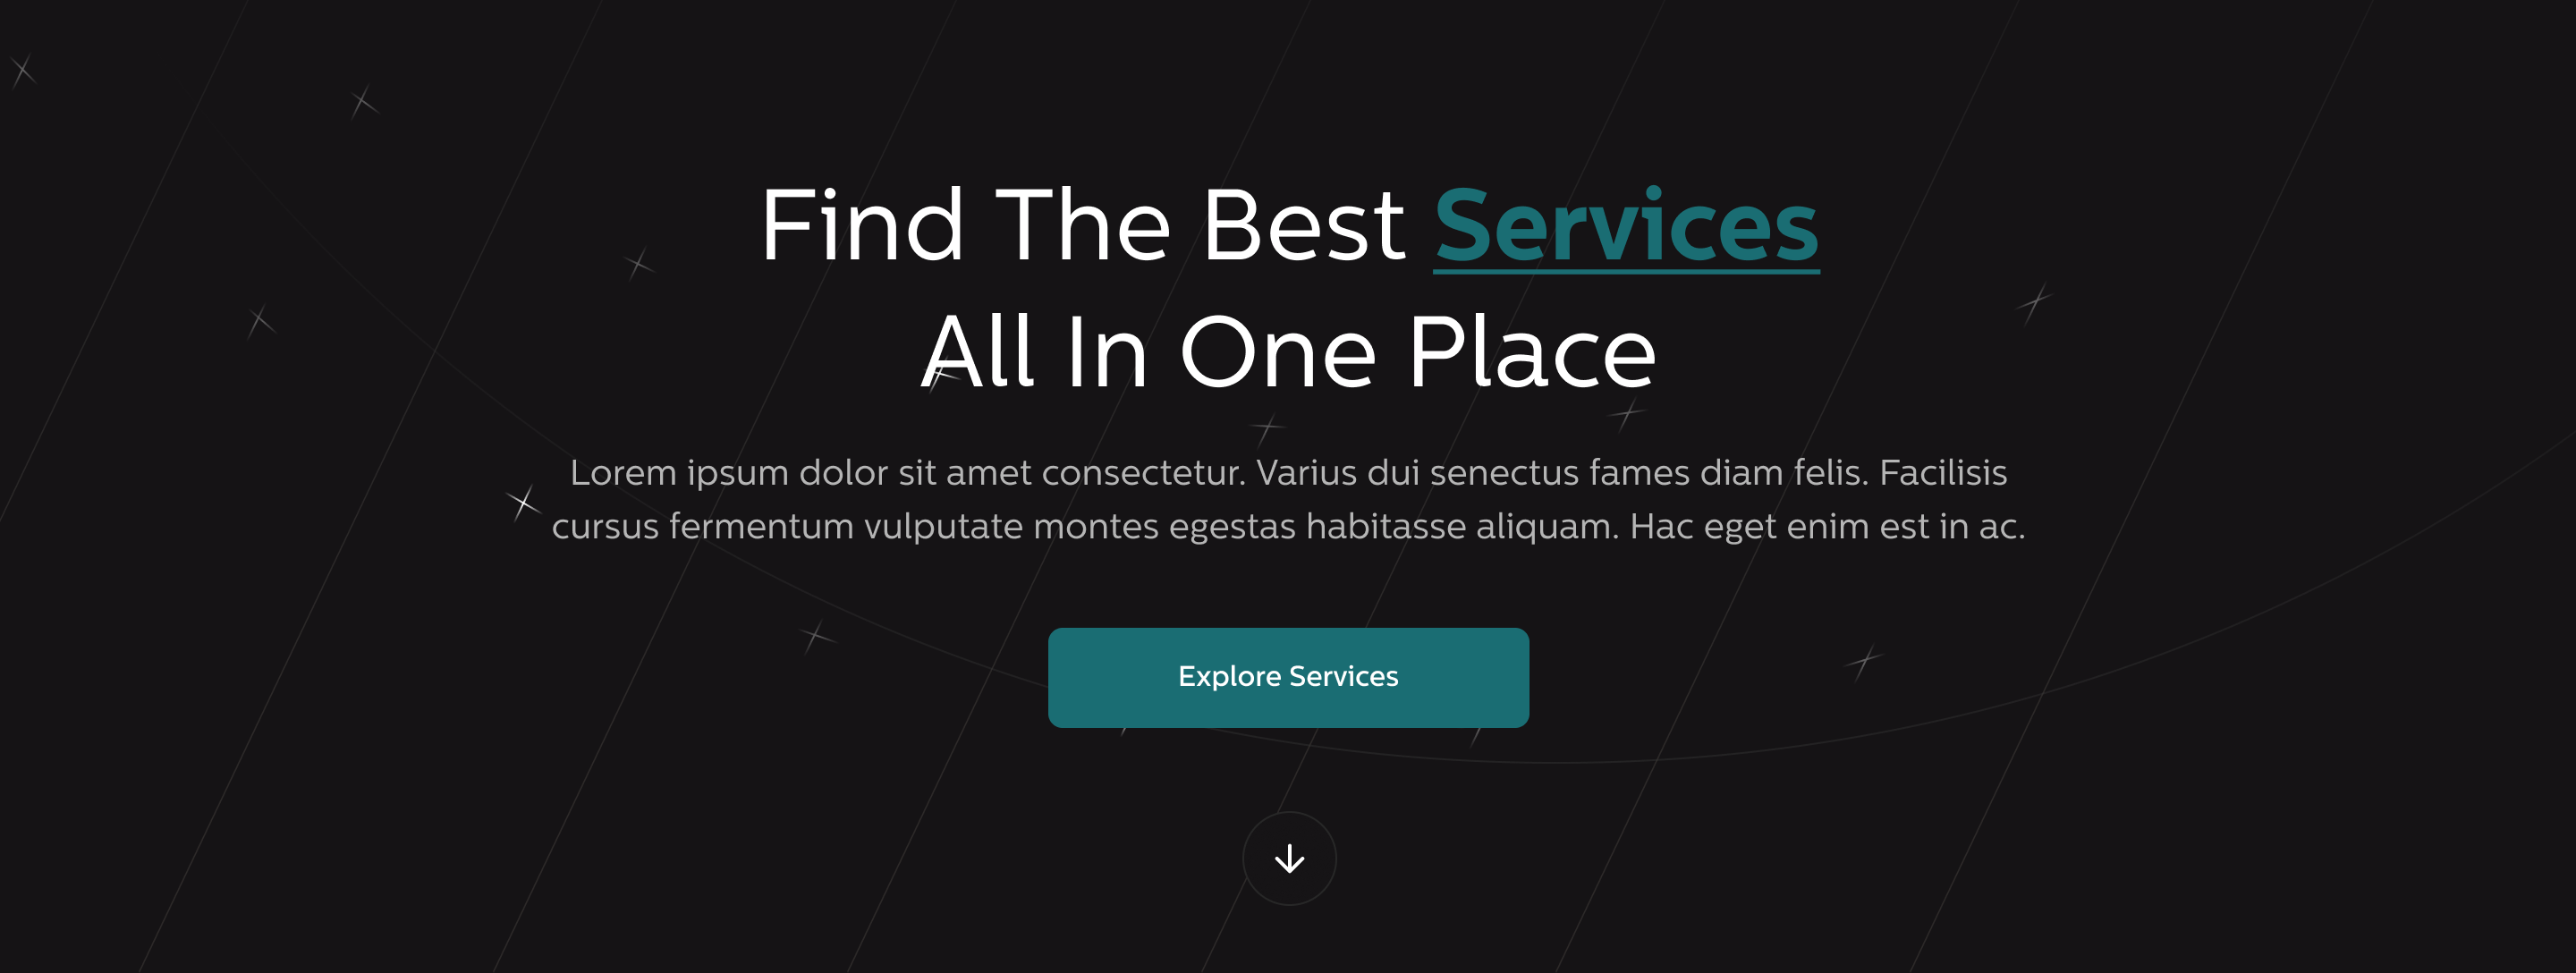 Find The Best Services
All In One Place
Lorem ipsum dolor sit amet consectetur. Varius dui senectus fames diam felis. Facilisis
cursus fermentum vulputate montes egestas habitasse aliquam. Hac eget enim est in ac.
Explore Services